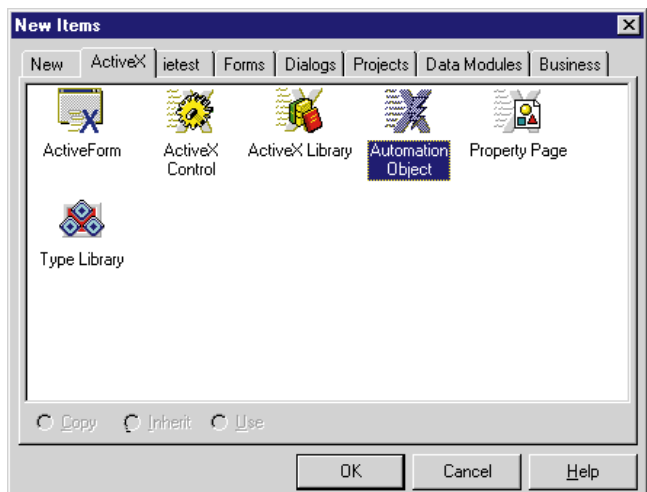 New Items
New ActiveX ietest Forms Dialogs Projects Data Modules Business
ActiveForm ActiveX Control ActiveX Library Automation Object Property Page
Type Library
Copy Inherit Use
OK Cancel Help